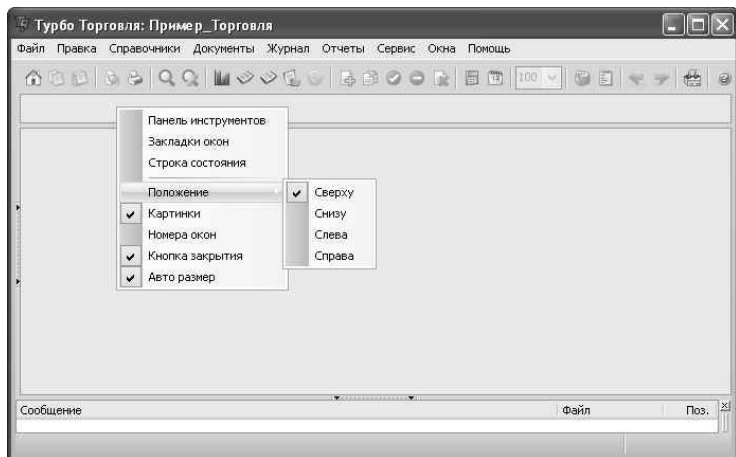 Турбо Торговля: Пример_Торговля
Файл Правка Справочники Документы Журнал Отчеты Сервис Окна Помощь
100
Панель инструментов
Закладки окон
Строка состояния
Положение
Сверху
Картинки
Снизу
Номера окон
Слева
Кнопка закрытия
Справа
Авто размер
Сообщение Файл Поз.